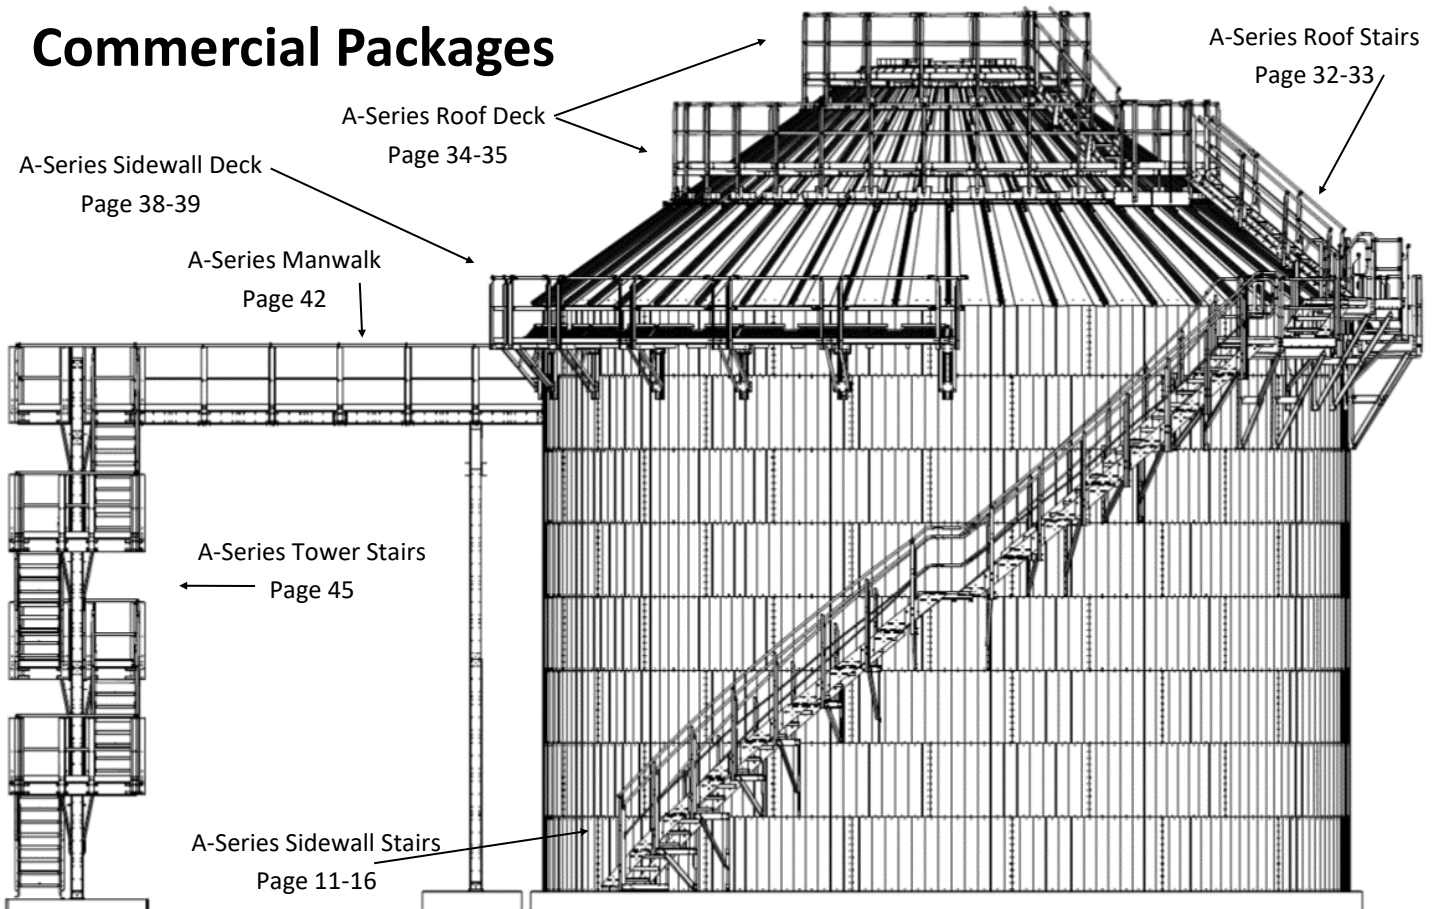 Commercial Packages
A-Series Roof Stairs
Page 32-33
A-Series Roof Deck
Page 34-35
A-Series Sidewall Deck
Page 38-39
A-Series Manwalk
Page 42
A-Series Tower Stairs
Page 45
A-Series Sidewall Stairs
Page 11-16